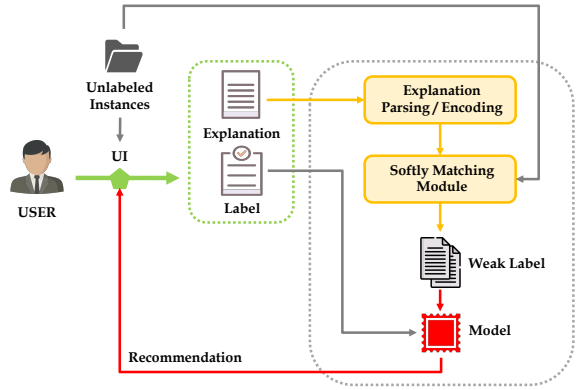 Unlabeled
Instances
UI
USER
Explanation
Label
Explanation
Parsing / Encoding
Softly Matching
Module
Weak Label
Model
Recommendation